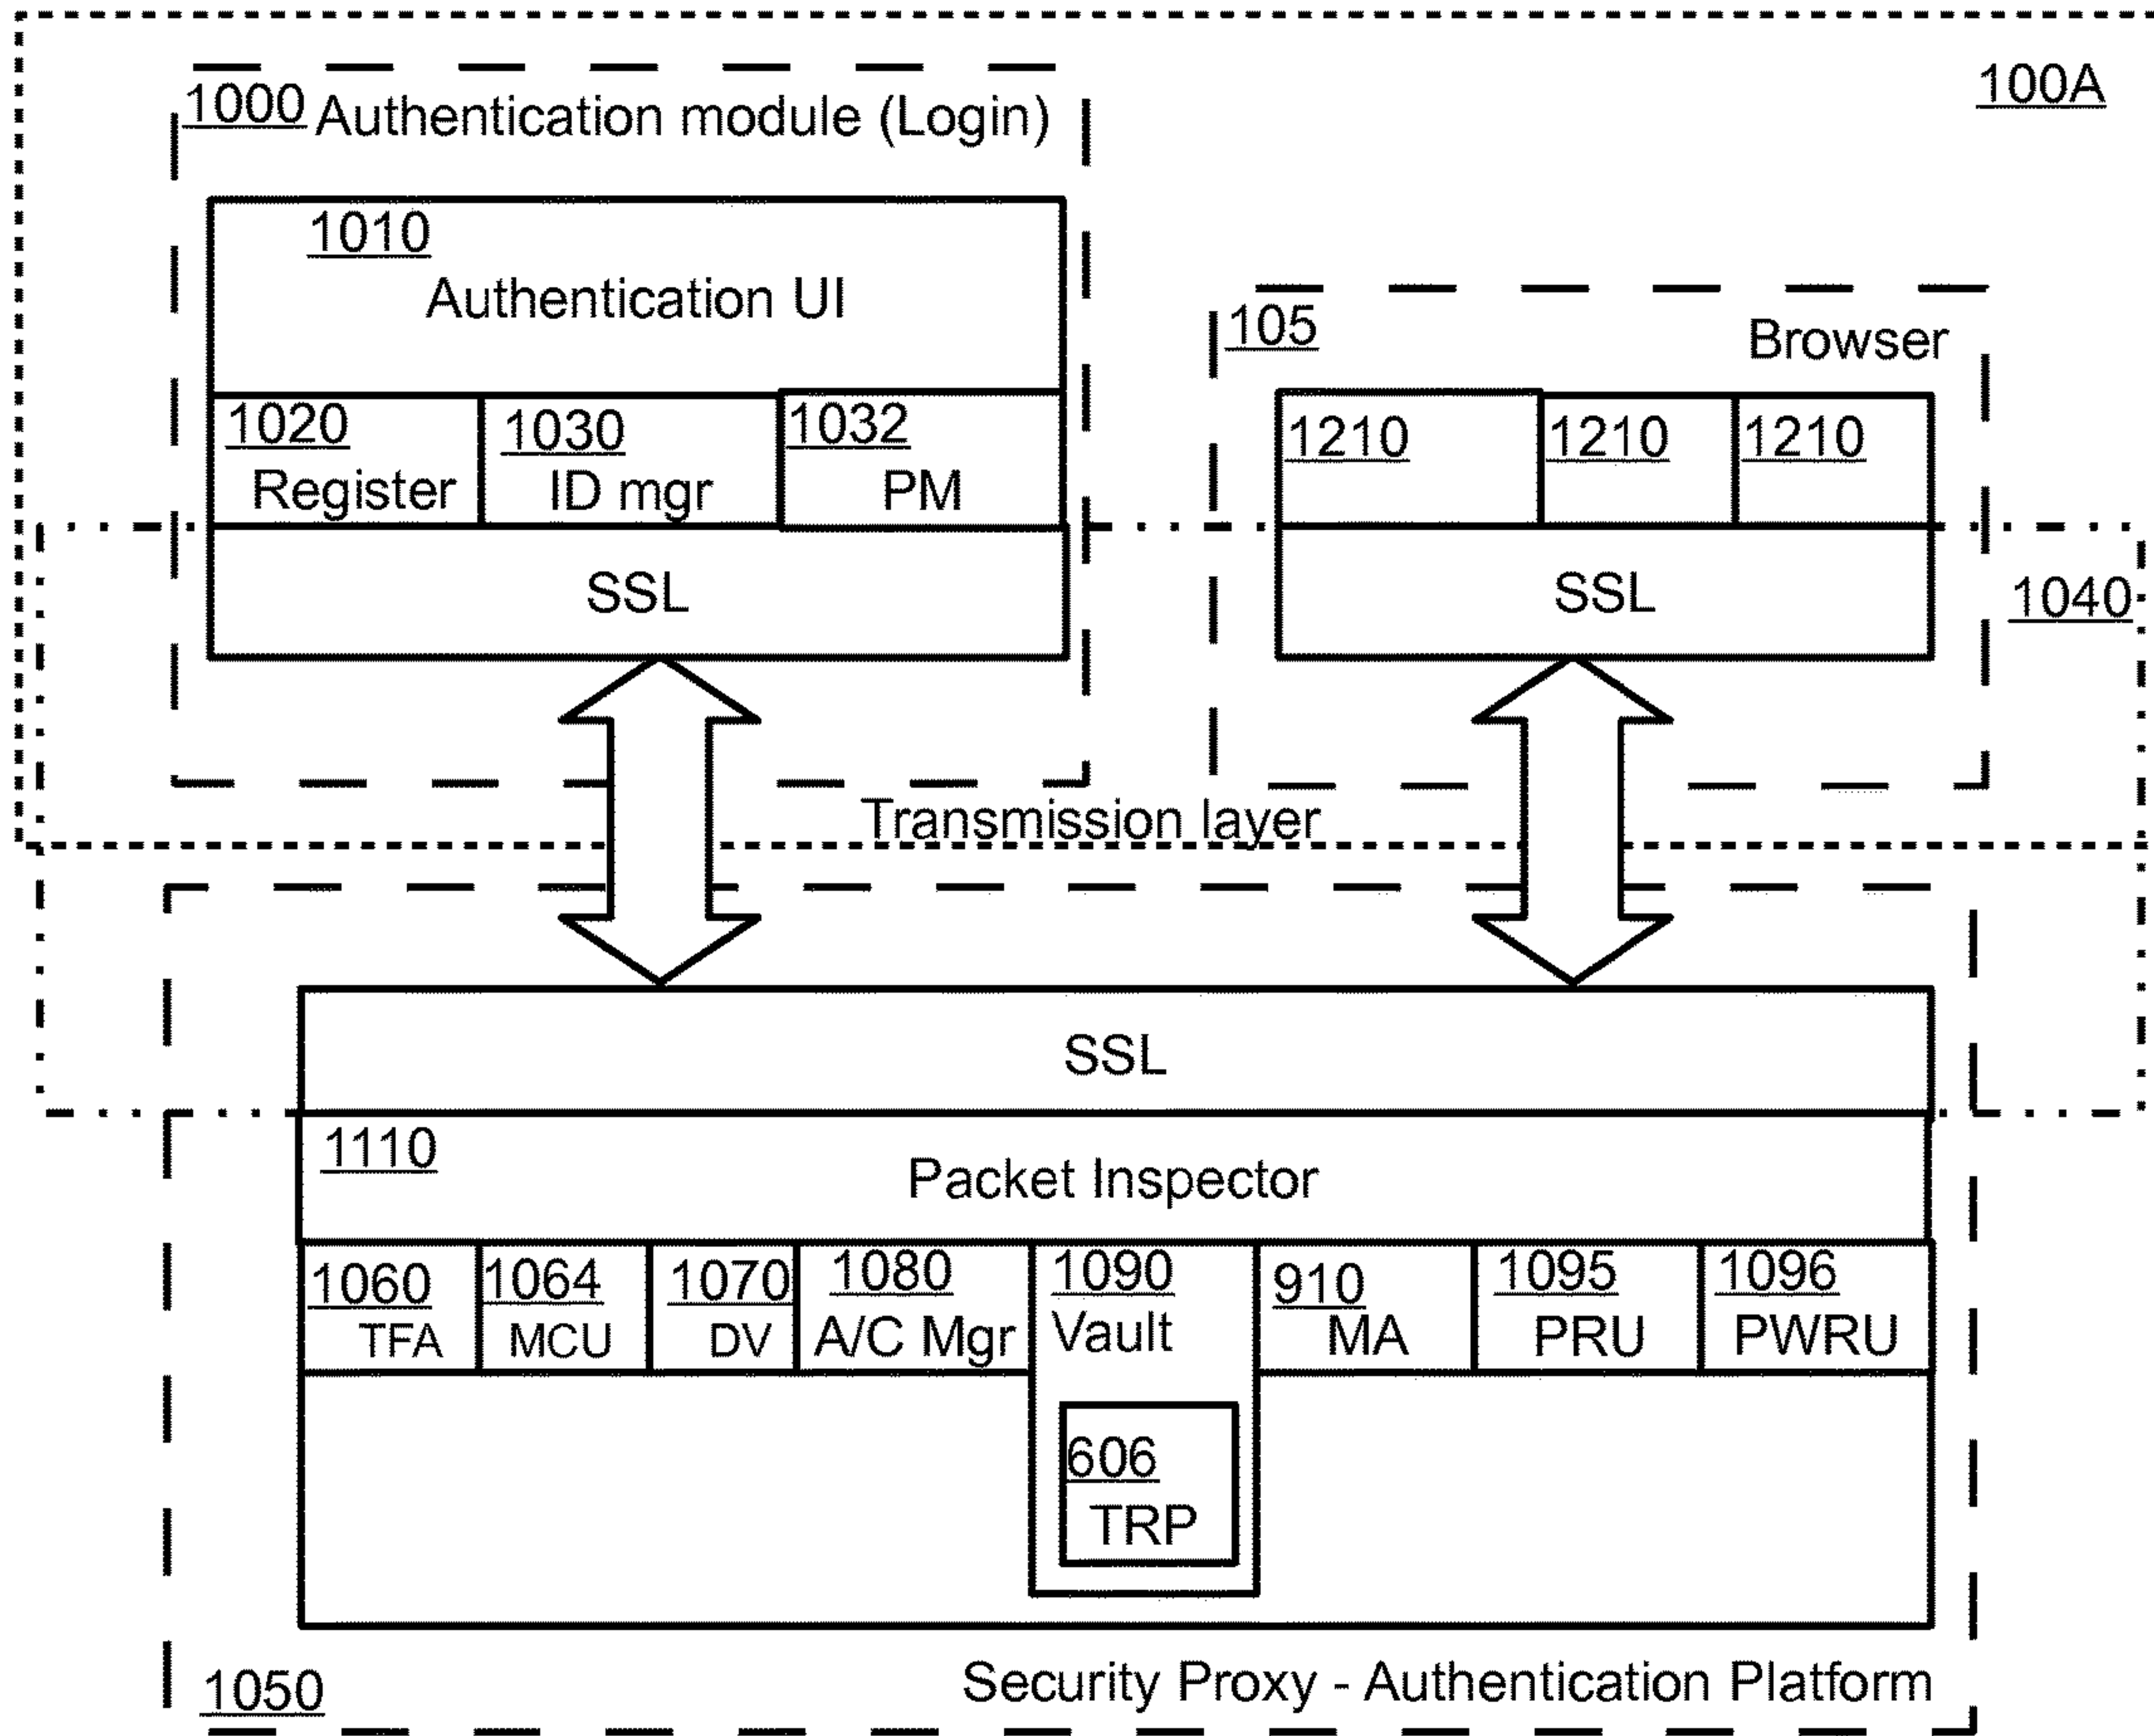 100A
1000 Authentication module (Login)
1010
Authentication UI
105
Browser
1020 1030 1032
Register ID mgr PM
1210 1210 1210
SSL
SSL
1040
Transmission layer
SSL
1110
Packet Inspector
1060 1064 1070 1080 1090 910 1095 1096
TFA MCU DV A/C Mgr Vault MA PRU PWRU
606
TRP
1050
Security Proxy - Authentication Platform